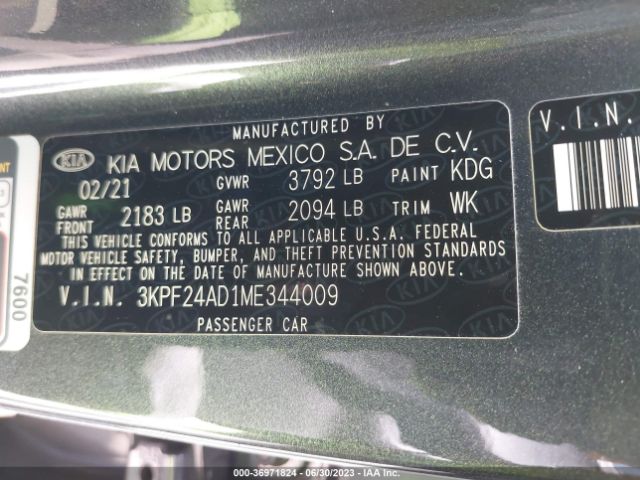 MANUFACTURED BY
KIA KIA MOTORS MEXICO S.A. DE C.V.
02/21 GVWR 3792 LB PAINT KDG
GAWR FRONT 2183 LB GAWR REAR 2094 LB TRIM WK
THIS VEHICLE CONFORMS TO ALL APPLICABLE U.S.A. FEDERAL
MOTOR VEHICLE SAFETY, BUMPER, AND THEFT PREVENTION STANDARDS
IN EFFECT ON THE DATE OF MANUFACTURE SHOWN ABOVE.
V.I.N. 3KPF24AD1ME344009
PASSENGER CAR
V.I.N.
7600
000-36971824 - 06/30/2023 - IAA Inc.